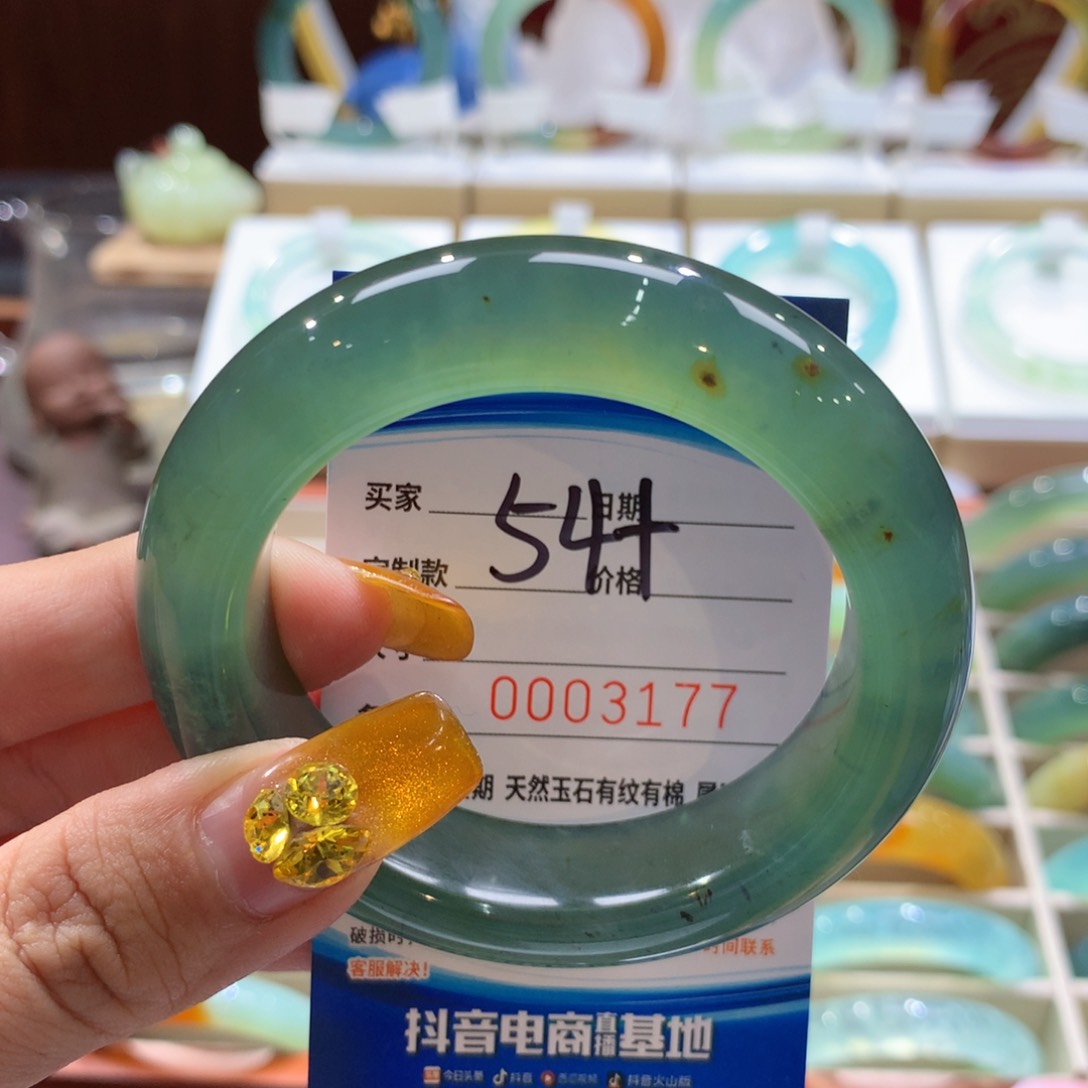 买家 日期
54H
定制款 价格
0003177
期 天然玉石有纹有棉
破损时 时间联系
客服解决!
抖音电商直播基地
今日头条 抖音 西瓜视频 抖音火山版